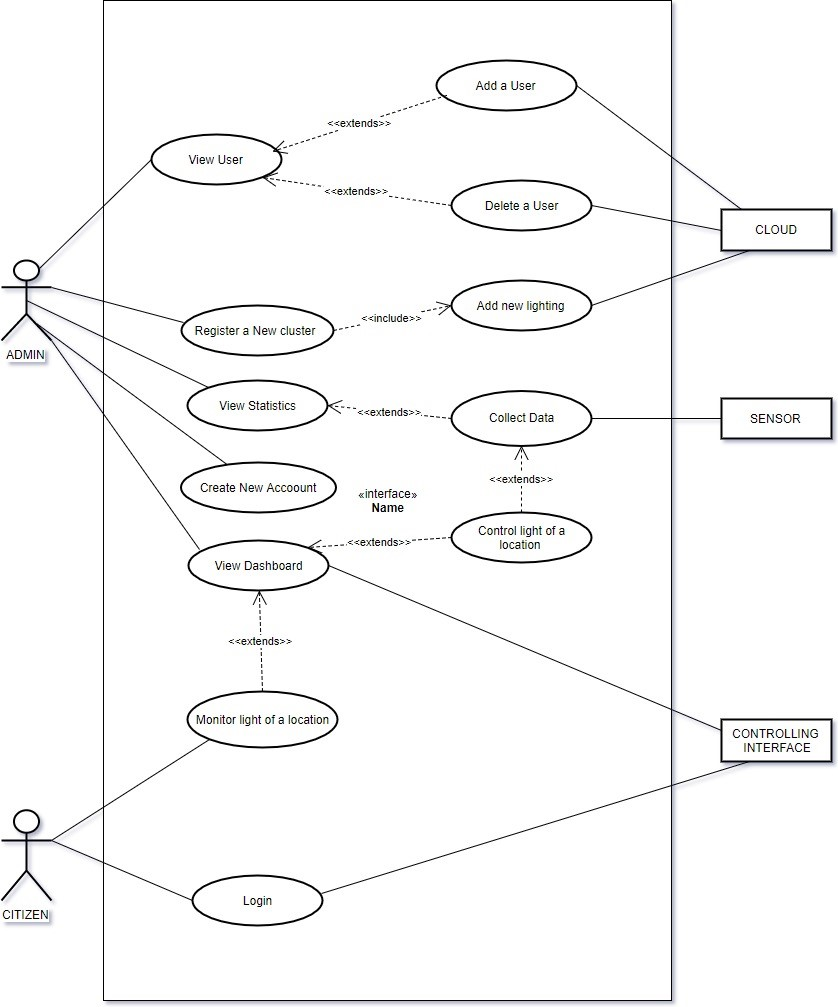 Add a User
<<extends>>
View User
<<extends>>
Delete a User
CLOUD
Add new lighting
<<include>>
Register a New cluster
ADMIN
View Statistics
<<extends>>
Collect Data
SENSOR
<<extends>>
Create New Accoount
«interface»
Name
Control light of a
location
<<extends>>
View Dashboard
<<extends>>
Monitor light of a location
CONTROLLING
INTERFACE
Login
CITIZEN